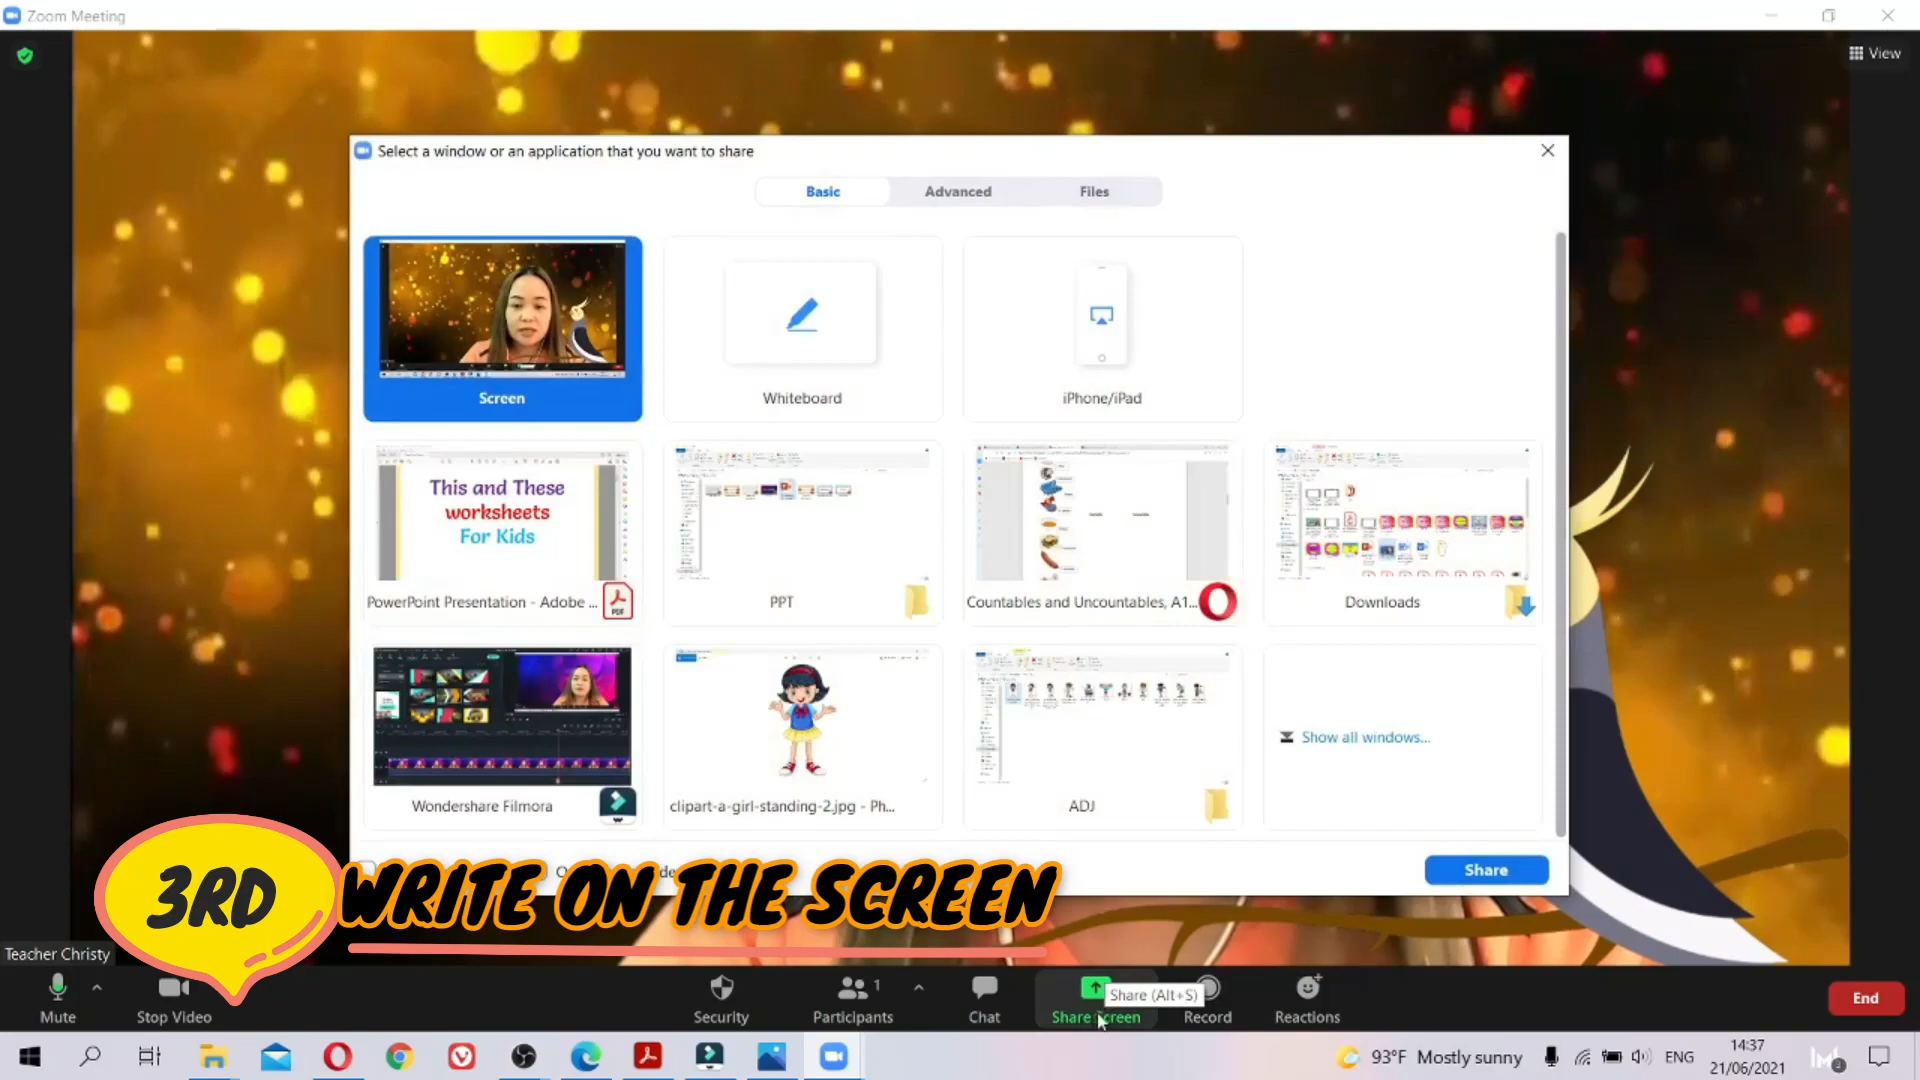 Zoom Meeting
View
Select a window or an application that you want to share
Basic
Advanced
Files
Screen
Whiteboard
iPhone/iPad
This and These
worksheets
For Kids
PowerPoint Presentation - Adobe ...
PDF
PPT
Countables and Uncountables, A1...
Downloads
Wondershare Filmora
clipart-a-girl-standing-2.jpg - Ph...
ADJ
Show all windows...
Share
3RD
WRITE ON THE SCREEN
Teacher Christy
Mute
Stop Video
Security
Participants
1
Chat
Share Screen
Share (Alt+S)
Record
Reactions
End
93°F Mostly sunny
ENG
14:37
21/06/2021